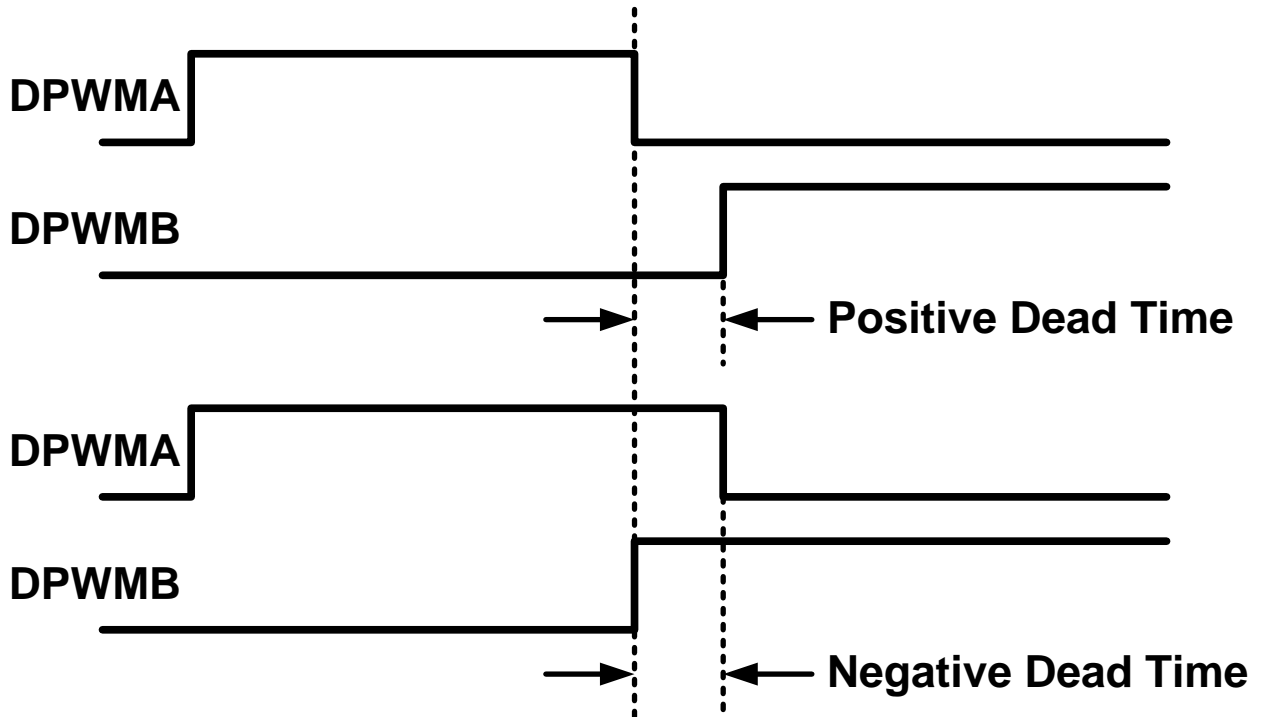 DPWMA
DPWMB
Positive Dead Time
DPWMA
DPWMB
Negative Dead Time